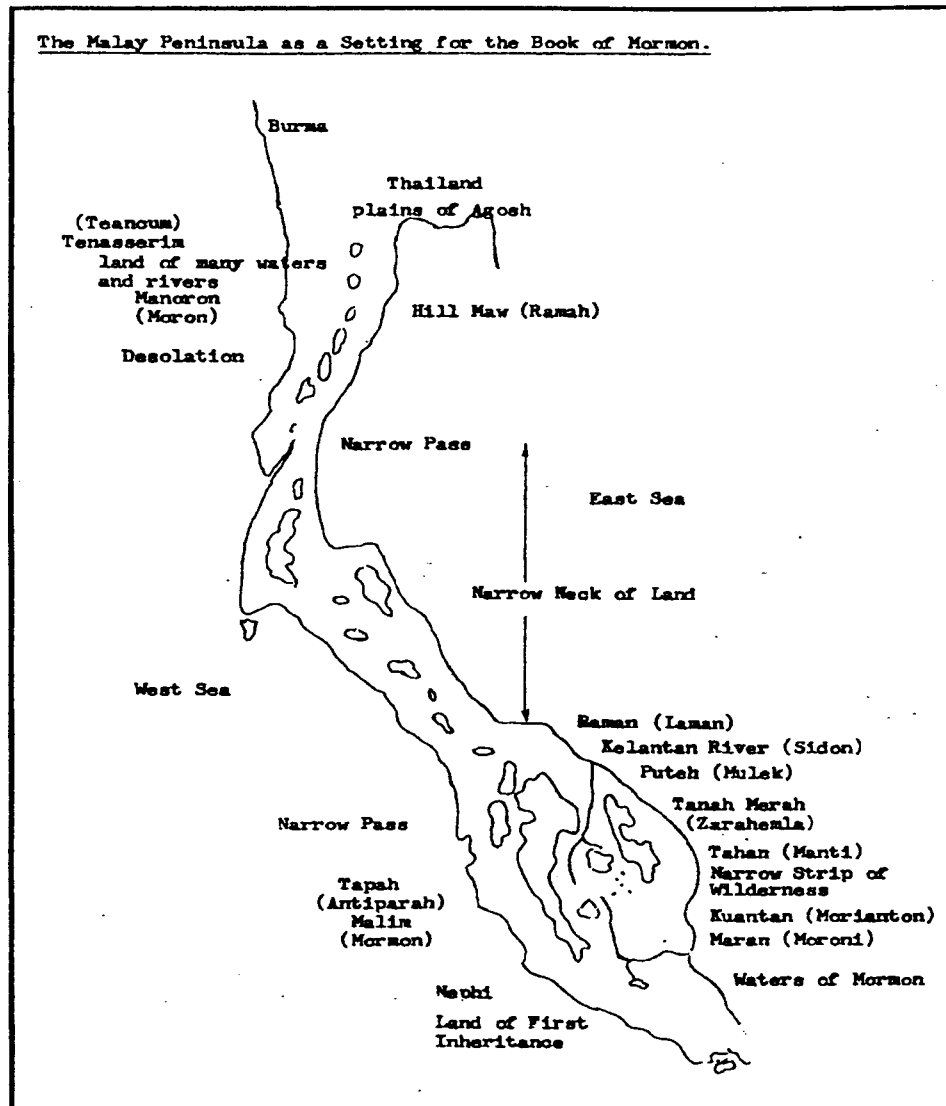 The Malay Peninsula as a Setting for the Book of Mormon.
Burma
Thailand
plains of Agosh
(Teancum)
Tenasserim
land of many waters
and rivers
Manoron
(Moron)
Hill Maw (Ramah)
Desolation
Narrow Pass
East Sea
Narrow Neck of Land
West Sea
Raman (Laman)
Kelantan River (Sidon)
Puteh (Mulek)
Tanah Merah
(Zarahemla)
Narrow Pass
Tahan (Manti)
Narrow Strip of
Wilderness
Tapah
(Antiparah)
Malim
(Mormon)
Kuantan (Morianton)
Maran (Moroni)
Waters of Mormon
Nephi
Land of First
Inheritance